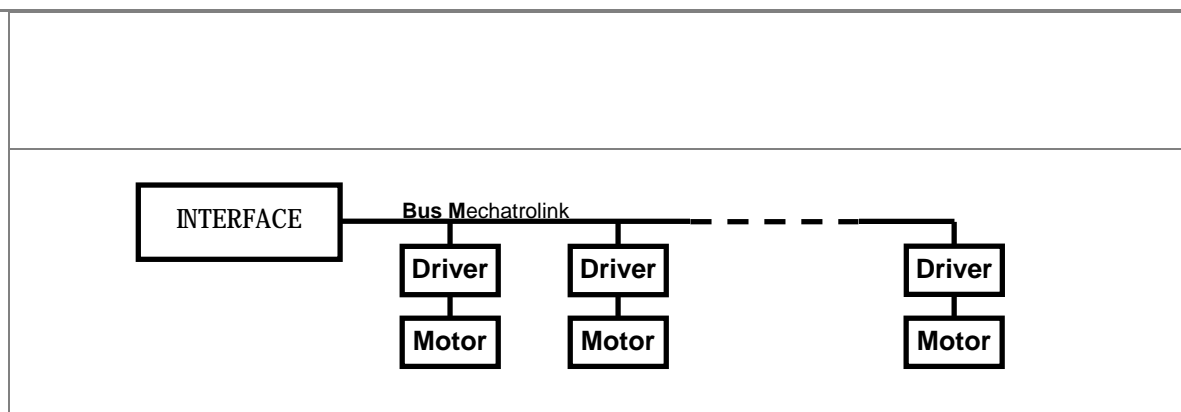 Bus Mechatrolink
INTERFACE
Driver Driver Driver
Motor Motor Motor